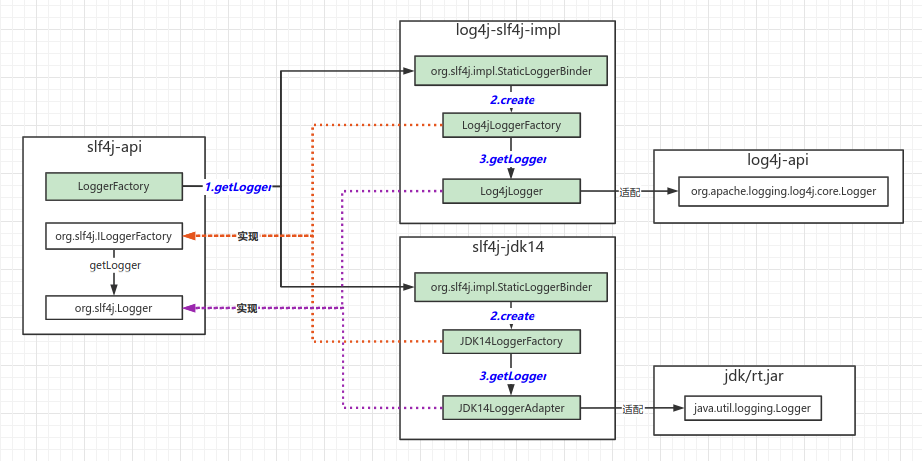 slf4j-api
LoggerFactory
org.slf4j.ILoggerFactory
getLogger
org.slf4j.Logger
1.getLogger
实现
实现
log4j-slf4j-impl
org.slf4j.impl.StaticLoggerBinder
2.create
Log4jLoggerFactory
3.getLogger
Log4jLogger
适配
log4j-api
org.apache.logging.log4j.core.Logger
slf4j-jdk14
org.slf4j.impl.StaticLoggerBinder
2.create
JDK14LoggerFactory
3.getLogger
JDK14LoggerAdapter
适配
jdk/rt.jar
java.util.logging.Logger